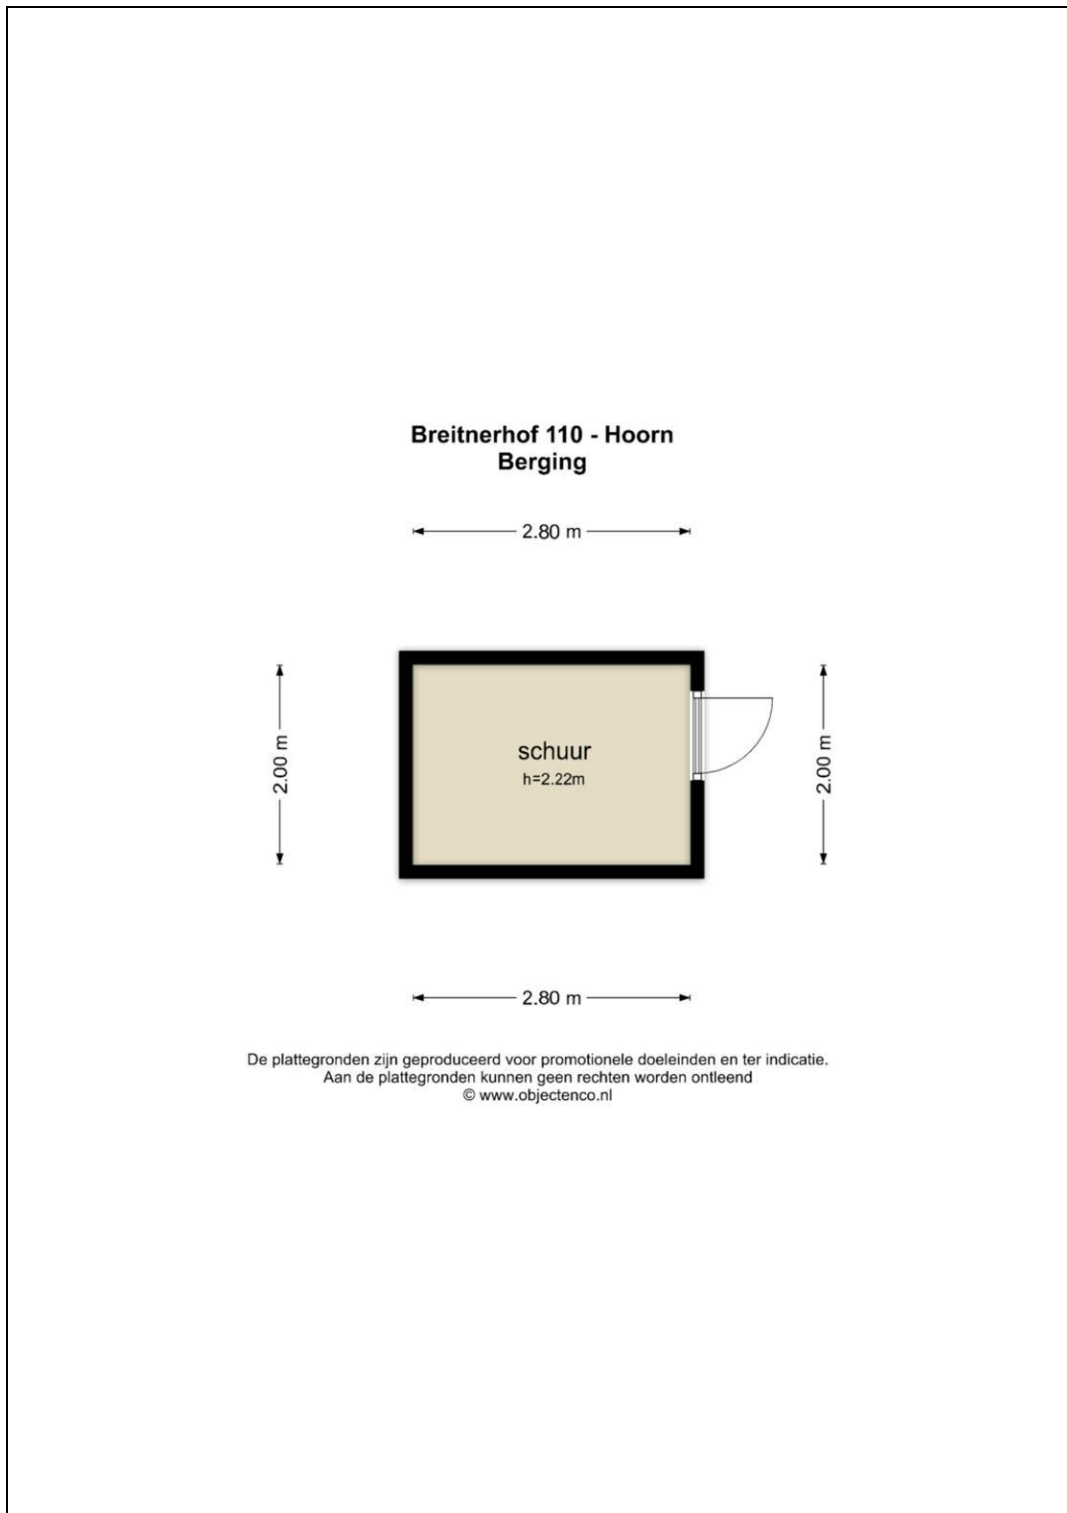 Breitnerhof 110 - Hoorn
Berging
2.80 m
2.00 m
schuur
h=2.22m
2.00 m
2.80 m
De plattegronden zijn geproduceerd voor promotionele doeleinden en ter indicatie.
Aan de plattegronden kunnen geen rechten worden ontleend
© www.objectenco.nl